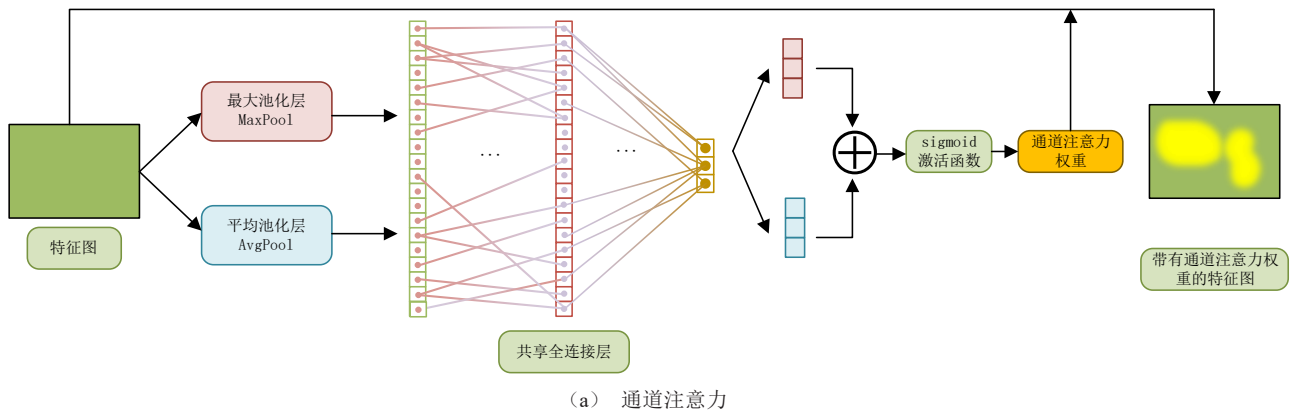 最大池化层
MaxPool
特征图
平均池化层
AvgPool
...
...
共享全连接层
sigmoid
激活函数
通道注意力
权重
带有通道注意力权
重的特征图
（a） 通道注意力